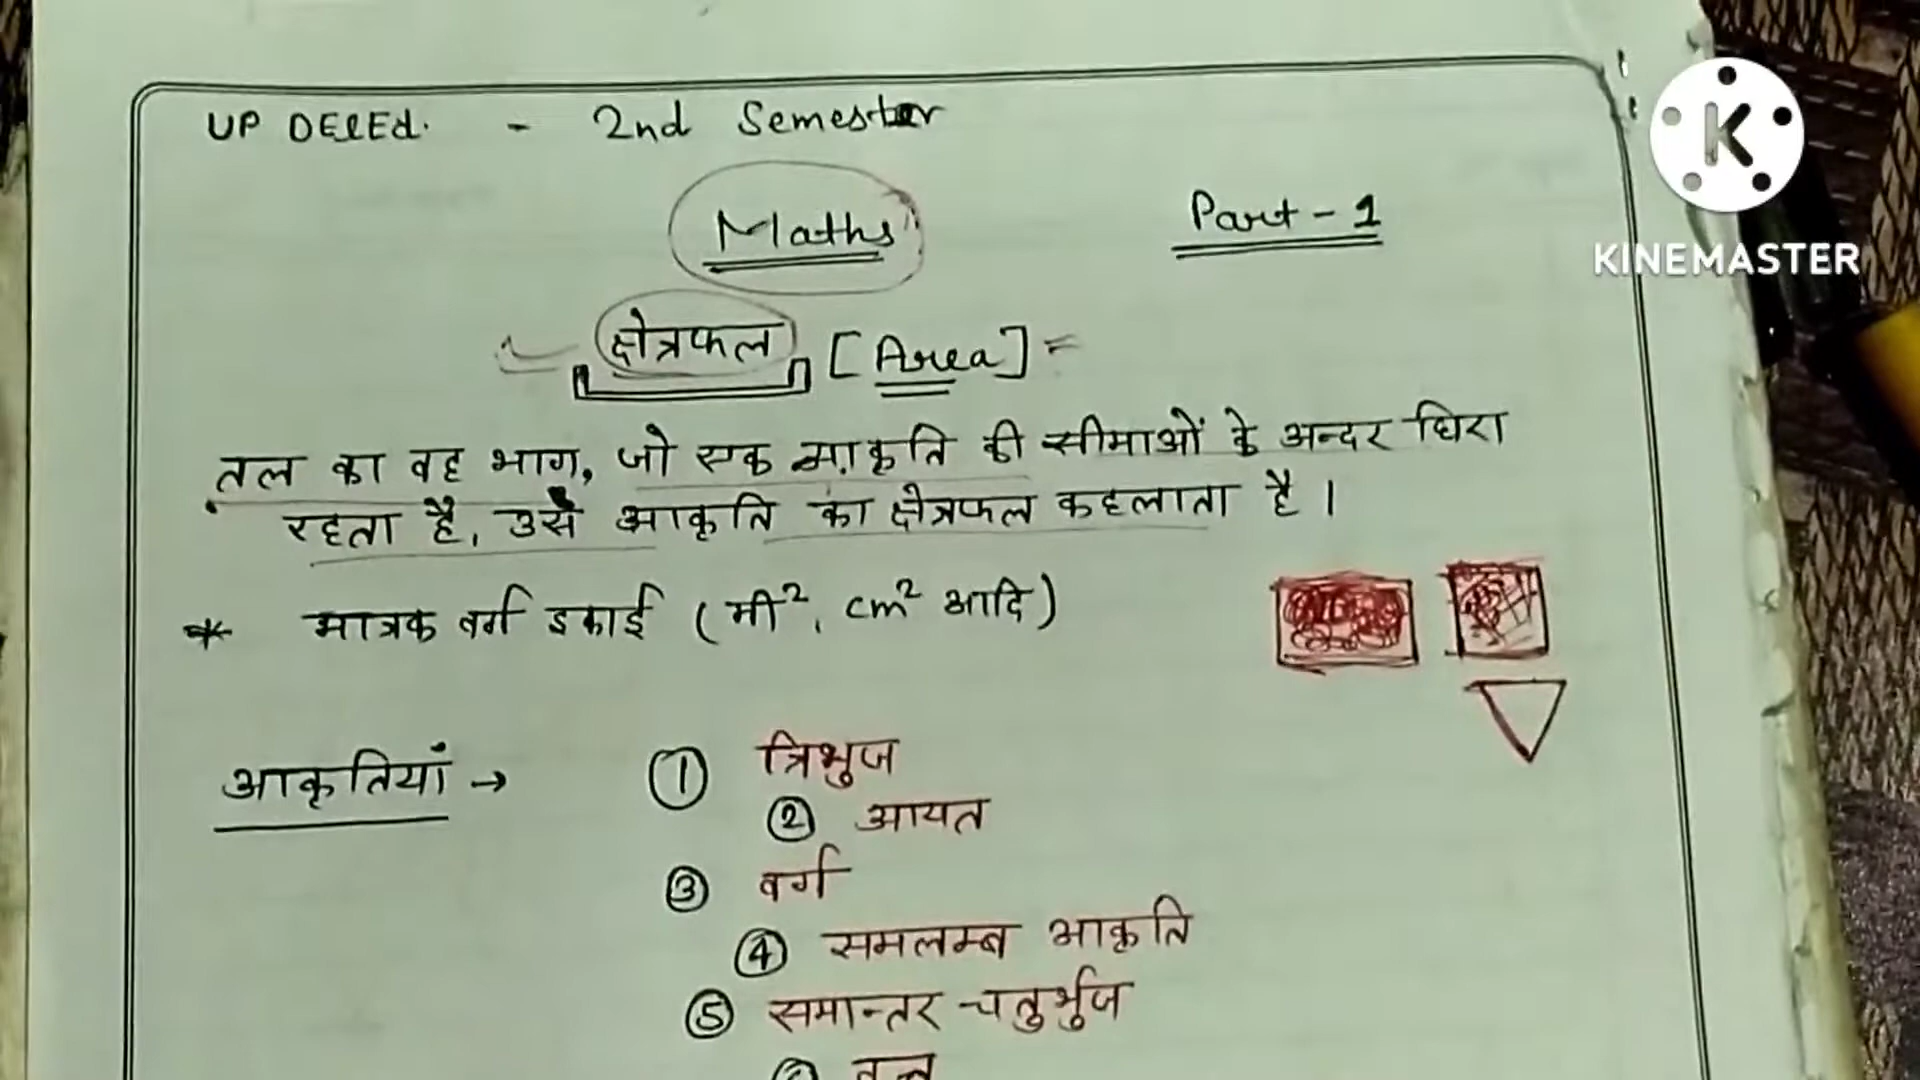 UP DELEd. - 2nd Semester
Maths
Part - 1
KINEMASTER
क्षेत्रफल [Area] =
तल का वह भाग, जो एक आकृति की सीमाओं के अन्दर घिरा
रहता है, उसे आकृति का क्षेत्रफल कहलाता है ।
* मात्रक वर्ग इकाई (मी², cm² आदि)
आकृतियाँ → ① त्रिभुज
② आयत
③ वर्ग
④ समलम्ब आकृति
⑤ समान्तर चतुर्भुज